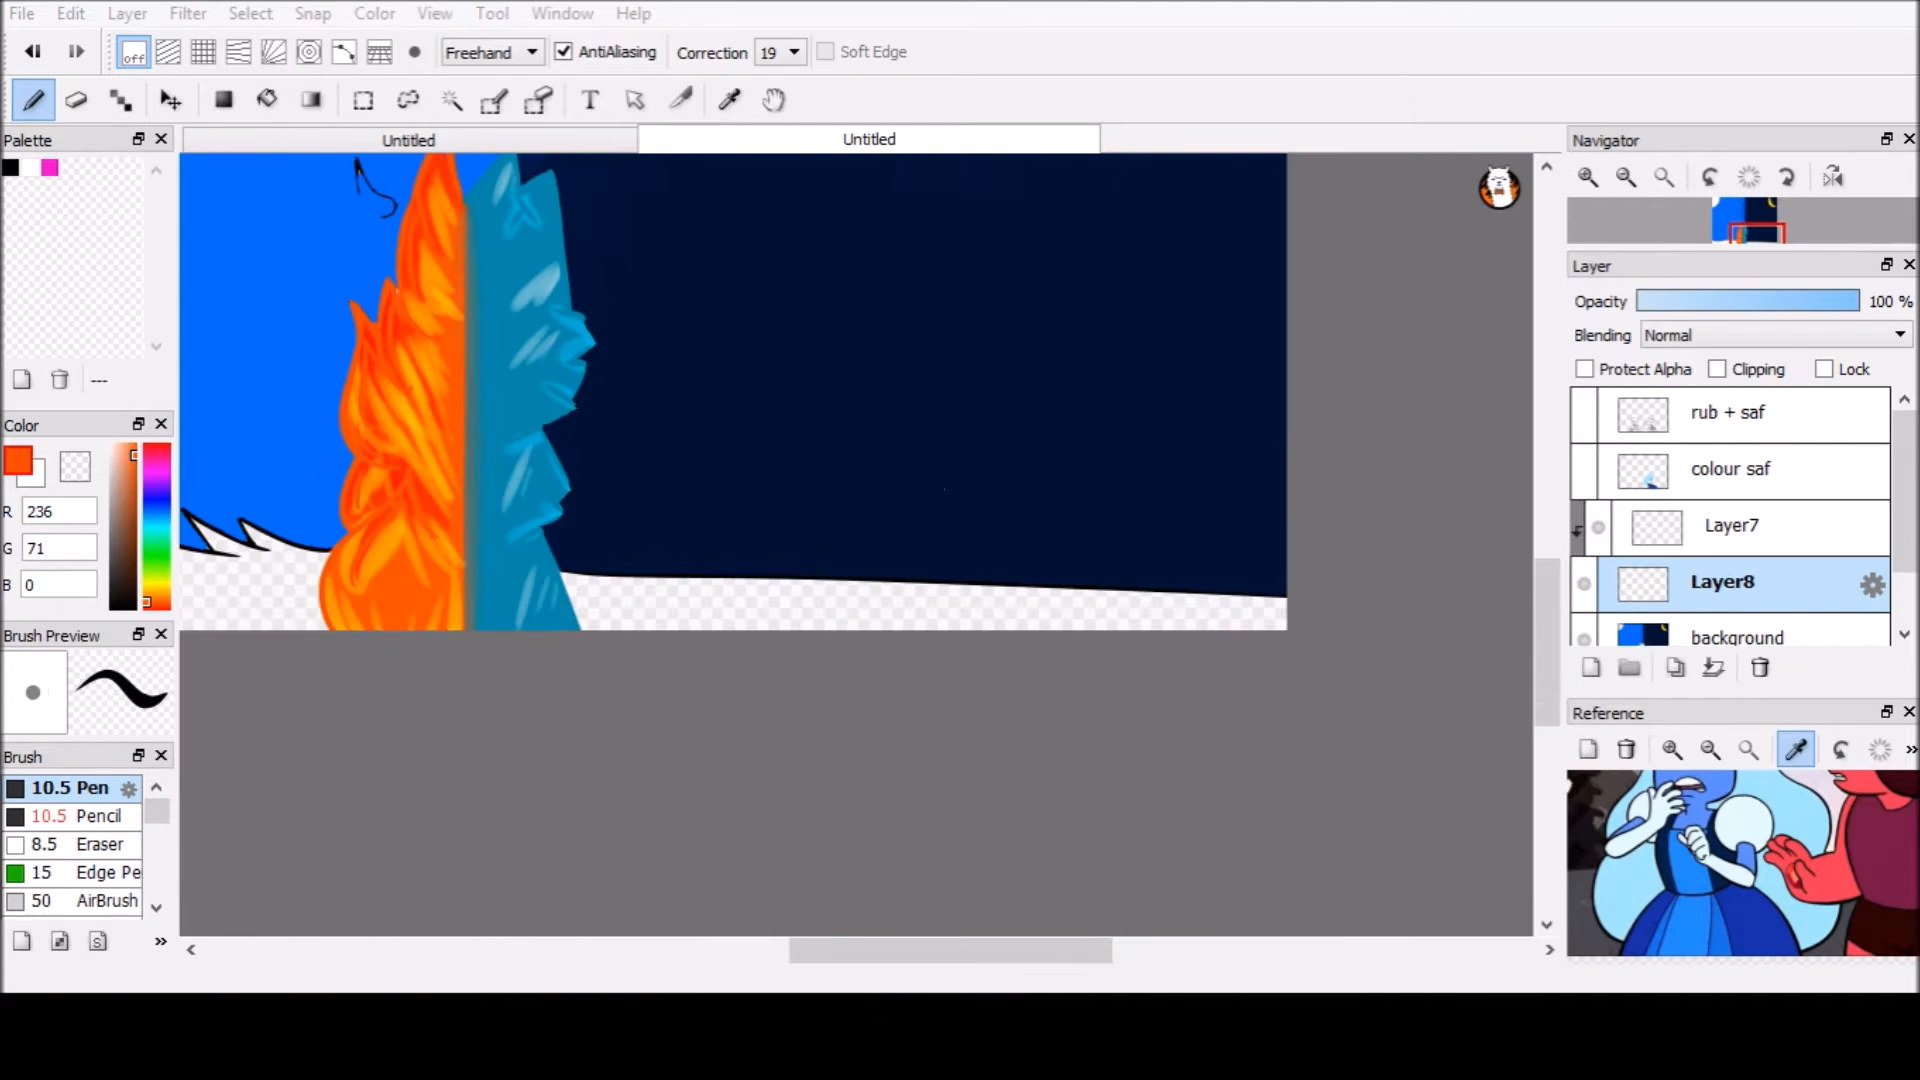 File Edit Layer Filter Select Snap Color View Tool Window Help
off Freehand AntiAliasing Correction 19 Soft Edge
T
Palette
Untitled
Untitled
Navigator
Layer
Opacity 100 %
Blending Normal
Protect Alpha Clipping Lock
rub + saf
colour saf
Layer7
Layer8
background
---
Color
R 236
G 71
B 0
Brush Preview
Brush
10.5 Pen
10.5 Pencil
8.5 Eraser
15 Edge Pe
50 AirBrush
S
Reference